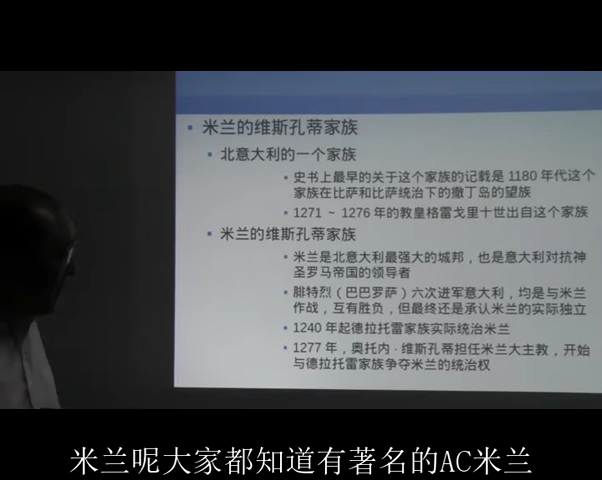 米兰的维斯孔蒂家族
北意大利的一个家族
史书上最早的关于这个家族的记载是 1180 年代这个
家族在比萨和比萨统治下的撒丁岛的望族
1271 ~ 1276 年的教皇格雷戈里十世出自这个家族
米兰的维斯孔蒂家族
米兰是北意大利最强大的城邦，也是意大利对抗神
圣罗马帝国的领导者
腓特烈（巴巴罗萨）六次进军意大利，均是与米兰
作战，互有胜负，但最终还是承认米兰的实际独立
1240 年起德拉托雷家族实际统治米兰
1277 年，奥托内 · 维斯孔蒂担任米兰大主教，开始
与德拉托雷家族争夺米兰的统治权
米兰呢大家都知道有著名的AC米兰